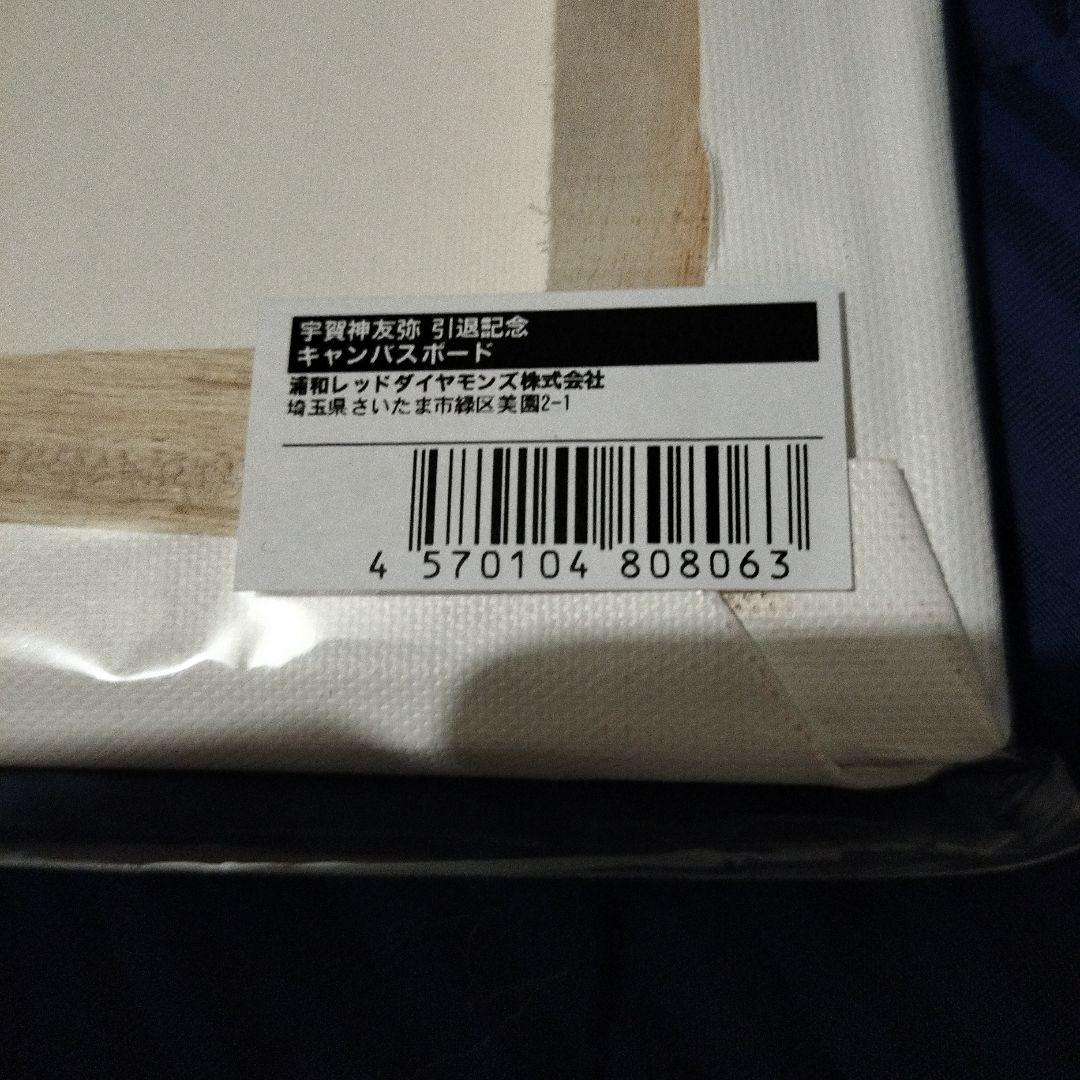 宇賀神友弥 引退記念
キャンバスボード
浦和レッドダイヤモンズ株式会社
埼玉県さいたま市緑区美園2-1
4 570104 808063